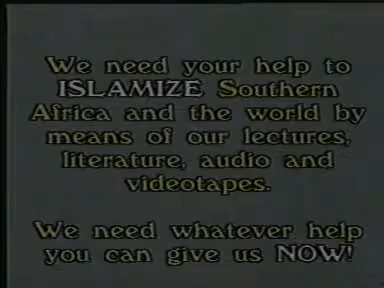 We need your help to
ISLAMIZE Southern
Africa and the world by
means of our lectures,
literature, audio and
videotapes.
We need whatever help
you can give us NOW!